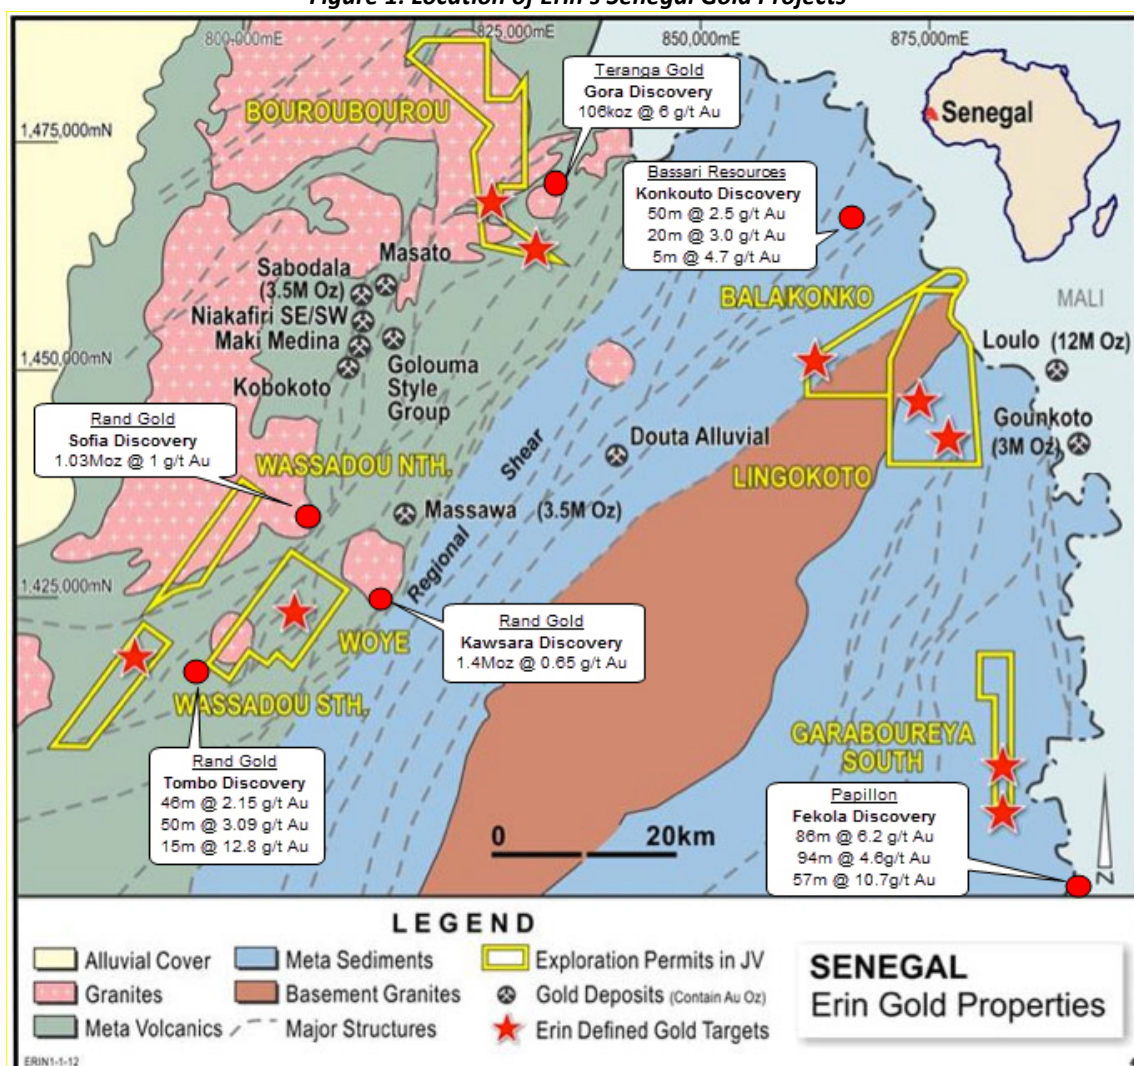 Figure 1: Location of Erin's Senegal Gold Projects
800,000mE
825,000mE
850,000mE
875,000mE
Teranga Gold
Gora Discovery
106koz @ 6 g/t Au
BOUROUBOUROU
Senegal
1,475,000mN
Bassari Resources
Konkouto Discovery
50m @ 2.5 g/t Au
20m @ 3.0 g/t Au
5m @ 4.7 g/t Au
Masato
Sabodala
(3.5M Oz)
Niakafiri SE/SW
Maki Medina
Kobokoto
Golouma
Style
Group
BALAKONKO
MALI
Loulo (12M Oz)
1,450,000mN
Gounkoto
(3M Oz)
Rand Gold
Sofia Discovery
1.03Moz @ 1 g/t Au
WASSADOU NTH.
Shear
Douta Alluvial
LINGOKOTO
Massawa (3.5M Oz)
Regional
1,425,000mN
Rand Gold
Kawsara Discovery
1.4Moz @ 0.65 g/t Au
WOYE
WASSADOU STH.
Rand Gold
Tombo Discovery
46m @ 2.15 g/t Au
50m @ 3.09 g/t Au
15m @ 12.8 g/t Au
GARABOUREYA
SOUTH
Papillon
Fekola Discovery
86m @ 6.2 g/t Au
94m @ 4.6g/t Au
57m @ 10.7g/t Au
0 20km
N
LEGEND
Alluvial Cover
Meta Sediments
Exploration Permits in JV
Granites
Basement Granites
Gold Deposits (Contain Au Oz)
Meta Volcanics
Major Structures
Erin Defined Gold Targets
SENEGAL
Erin Gold Properties
ERIN1-1-12